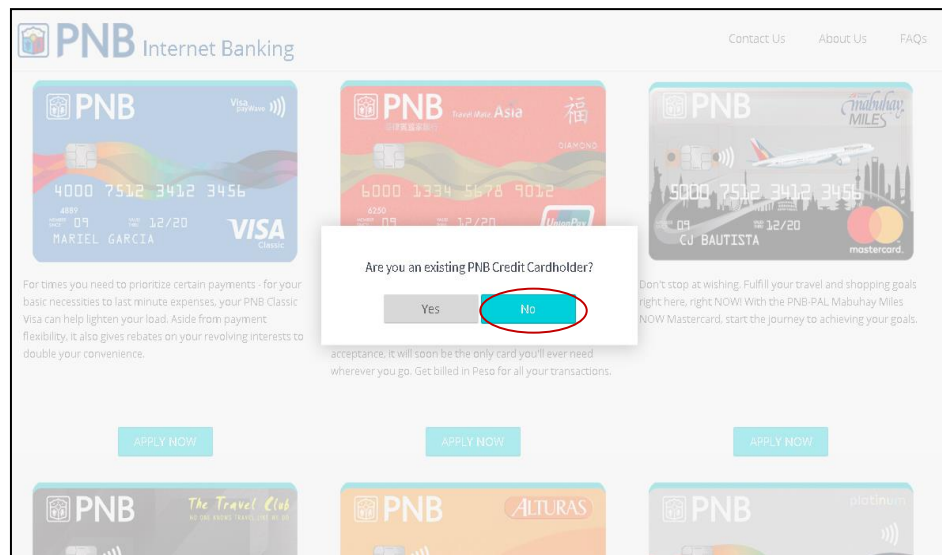 PNB Internet Banking
Contact Us About Us FAQs
PNB
Visa payWave
4000 7512 3412 3456
4889
09 12/20
MARIEL GARCIA
VISA
Classic
PNB Travel Mate Asia
福
DIAMOND
6000 1334 5678 9012
6250
09 12/20
UnionPay
PNB
mabuhay MILES
5000 7512 3412 3456
09 12/20
CJ BAUTISTA
mastercard.
Are you an existing PNB Credit Cardholder?
Yes
No
For times you need to prioritize certain payments - for your
basic necessities to last minute expenses, your PNB Classic
Visa can help lighten your load. Aside from payment
flexibility, it also gives rebates on your revolving interests to
double your convenience.
acceptance, it will soon be the only card you'll ever need
wherever you go. Get billed in Peso for all your transactions.
Don't stop at wishing. Fulfill your travel and shopping goals
right here, right NOW! With the PNB-PAL Mabuhay Miles
NOW Mastercard, start the journey to achieving your goals.
APPLY NOW
APPLY NOW
APPLY NOW
PNB
The Travel Club
PNB
ALTURAS
PNB
platinum